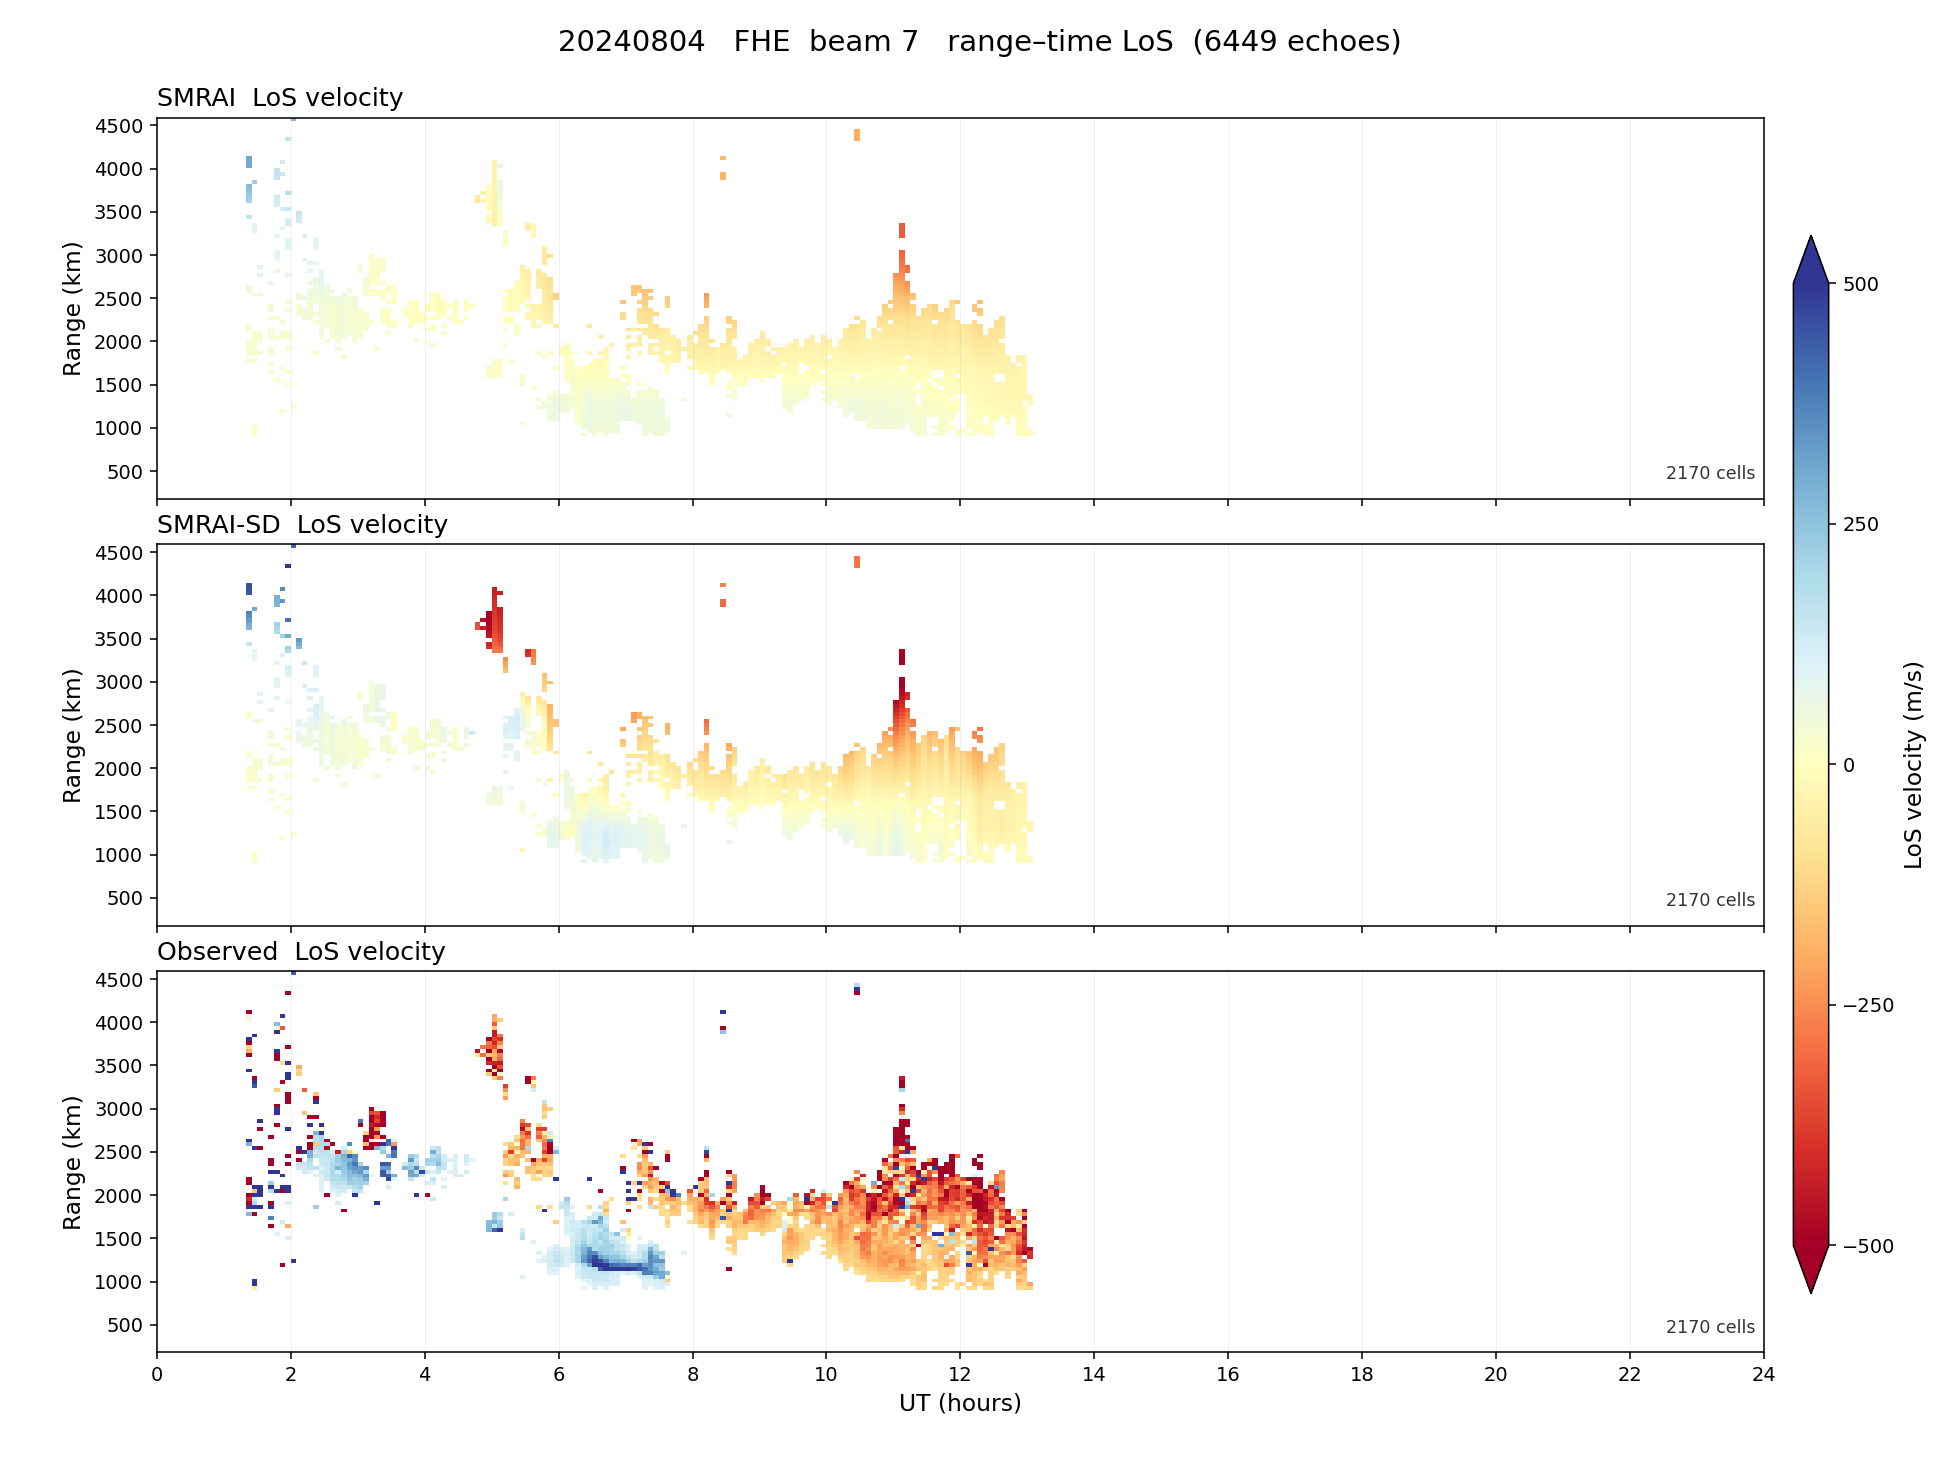 20240804   FHE  beam 7   range–time LoS  (6449 echoes)
SMRAI  LoS velocity
4500
4000
3500
3000
2500
2000
1500
1000
500
Range (km)
2170 cells
SMRAI-SD  LoS velocity
4500
4000
3500
3000
2500
2000
1500
1000
500
Range (km)
2170 cells
Observed  LoS velocity
4500
4000
3500
3000
2500
2000
1500
1000
500
Range (km)
2170 cells
0 2 4 6 8 10 12 14 16 18 20 22 24
UT (hours)
500
250
0
−250
−500
LoS velocity (m/s)